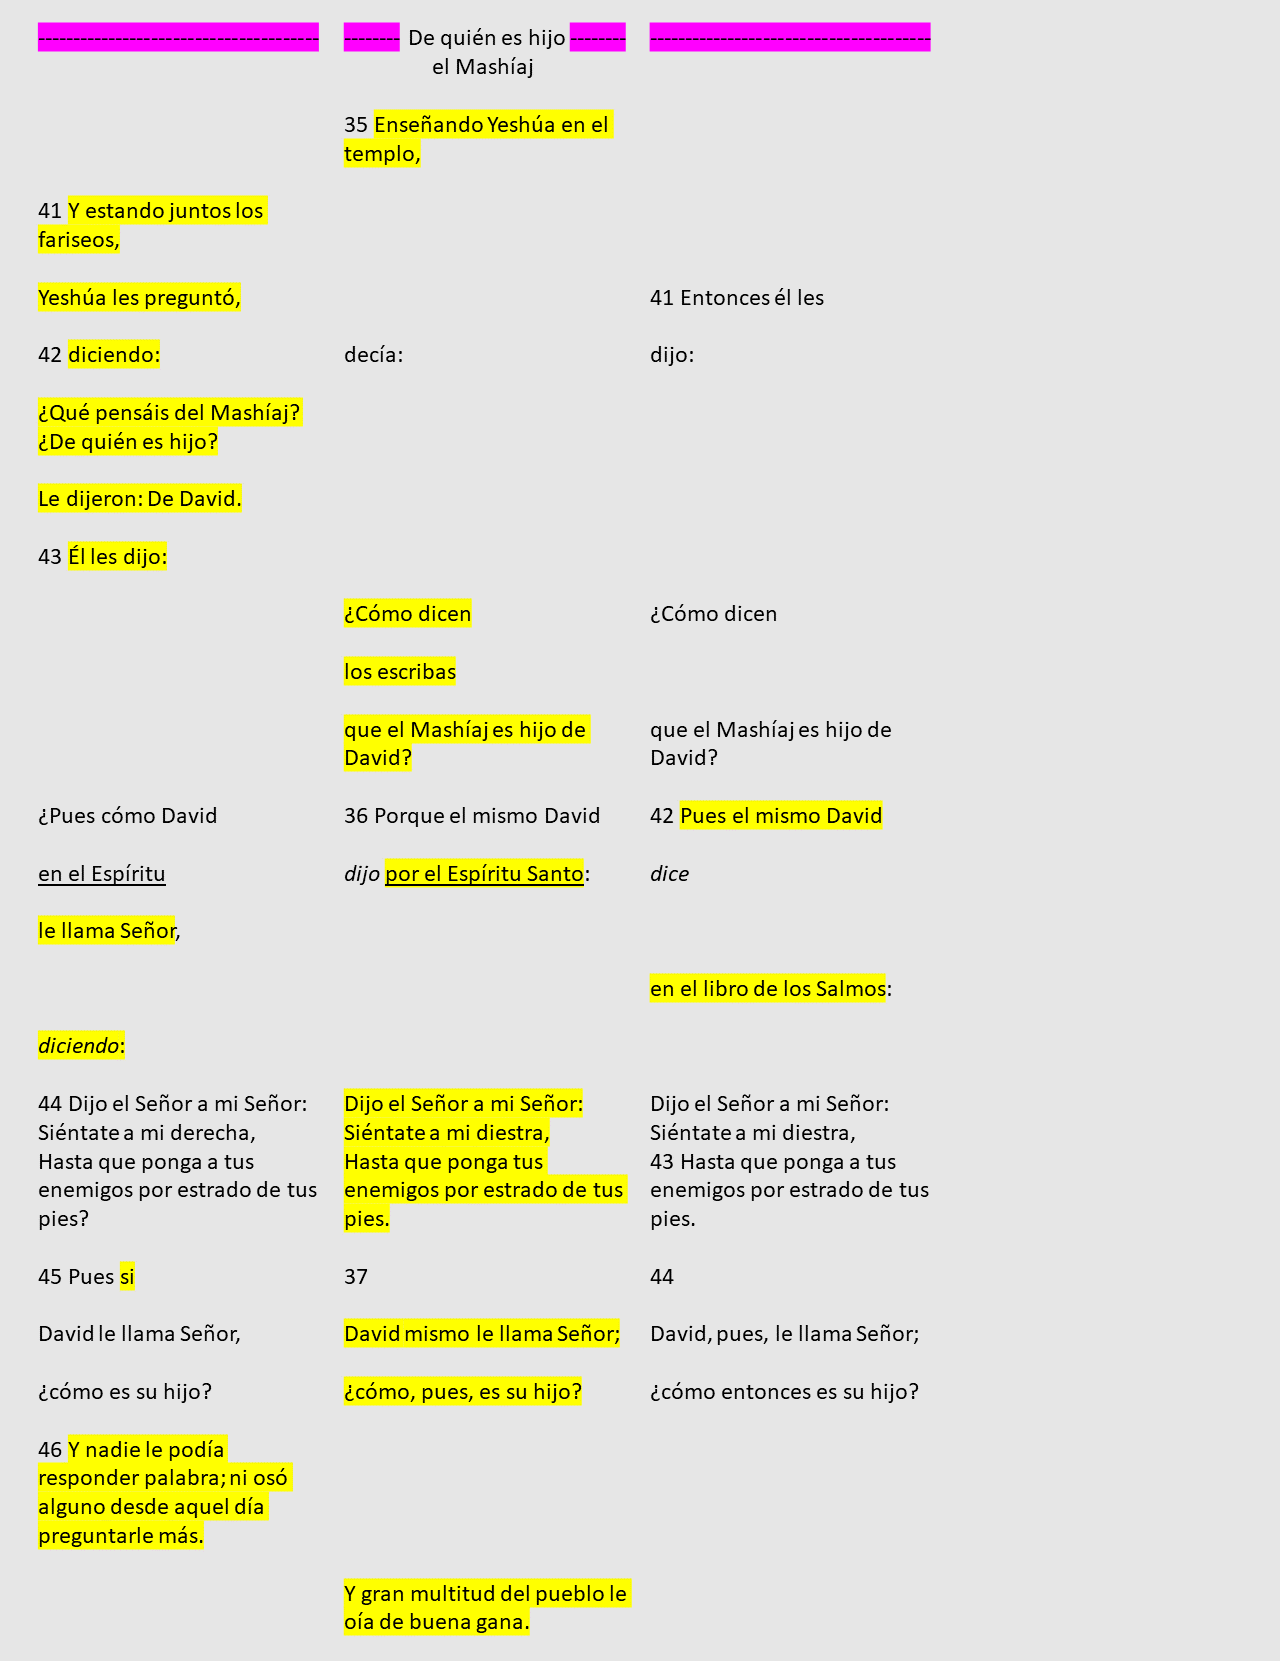 --------------------------------------- -------- De quién es hijo -------- ---------------------------------------
el Mashíaj
35 Enseñando Yeshúa en el
templo,
41 Y estando juntos los
fariseos,
Yeshúa les preguntó, 41 Entonces él les
42 diciendo: decía: dijo:
¿Qué pensáis del Mashíaj?
¿De quién es hijo?
Le dijeron: De David.
43 Él les dijo:
¿Cómo dicen ¿Cómo dicen
los escribas
que el Mashíaj es hijo de que el Mashíaj es hijo de
David? David?
¿Pues cómo David 36 Porque el mismo David 42 Pues el mismo David
en el Espíritu dijo por el Espíritu Santo: dice
le llama Señor,
en el libro de los Salmos:
diciendo:
44 Dijo el Señor a mi Señor: Dijo el Señor a mi Señor: Dijo el Señor a mi Señor:
Siéntate a mi derecha, Siéntate a mi diestra, Siéntate a mi diestra,
Hasta que ponga a tus Hasta que ponga tus 43 Hasta que ponga a tus
enemigos por estrado de tus enemigos por estrado de tus enemigos por estrado de tus
pies? pies. pies.
45 Pues si 37 44
David le llama Señor, David mismo le llama Señor; David, pues, le llama Señor;
¿cómo es su hijo? ¿cómo, pues, es su hijo? ¿cómo entonces es su hijo?
46 Y nadie le podía
responder palabra; ni osó
alguno desde aquel día
preguntarle más.
Y gran multitud del pueblo le
oía de buena gana.